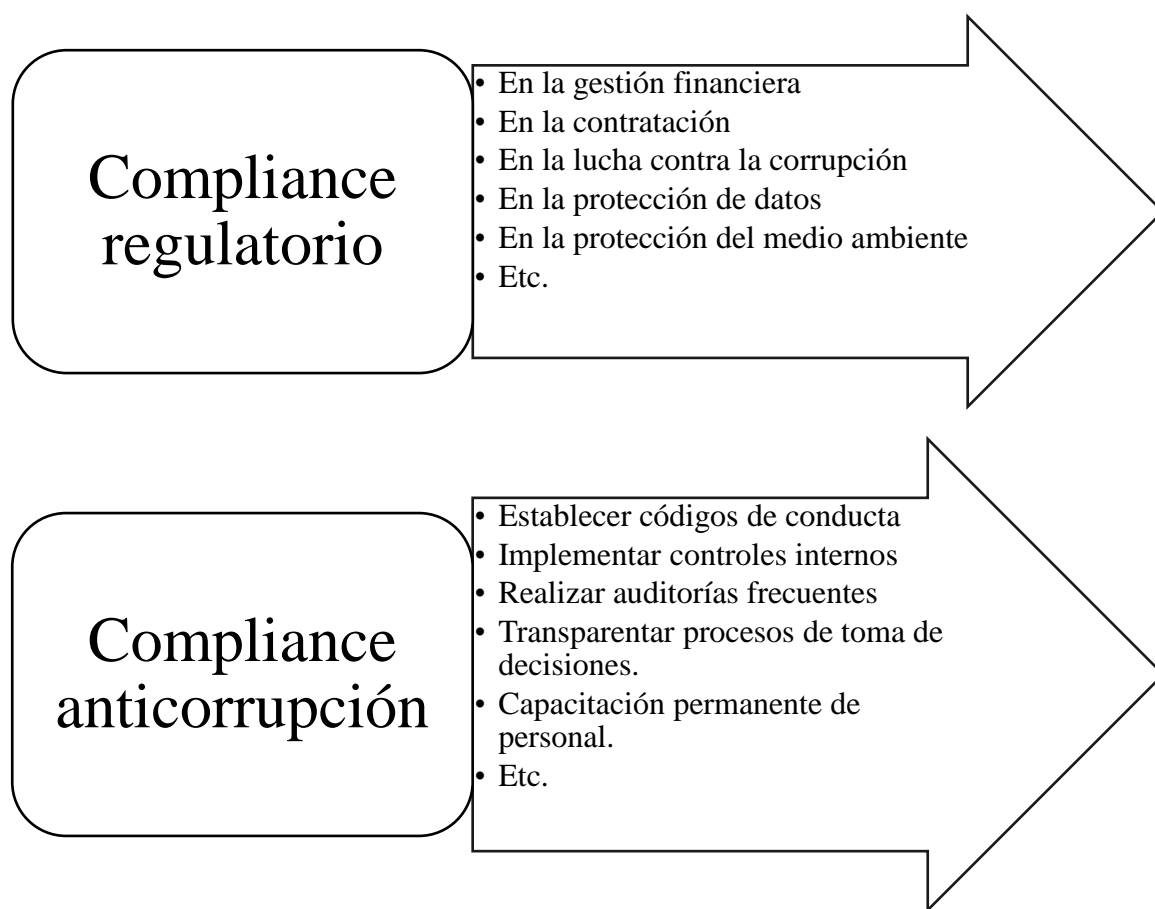 Compliance
regulatorio
• En la gestión financiera
• En la contratación
• En la lucha contra la corrupción
• En la protección de datos
• En la protección del medio ambiente
• Etc.
Compliance
anticorrupción
• Establecer códigos de conducta
• Implementar controles internos
• Realizar auditorías frecuentes
• Transparentar procesos de toma de
decisiones.
• Capacitación permanente de
personal.
• Etc.